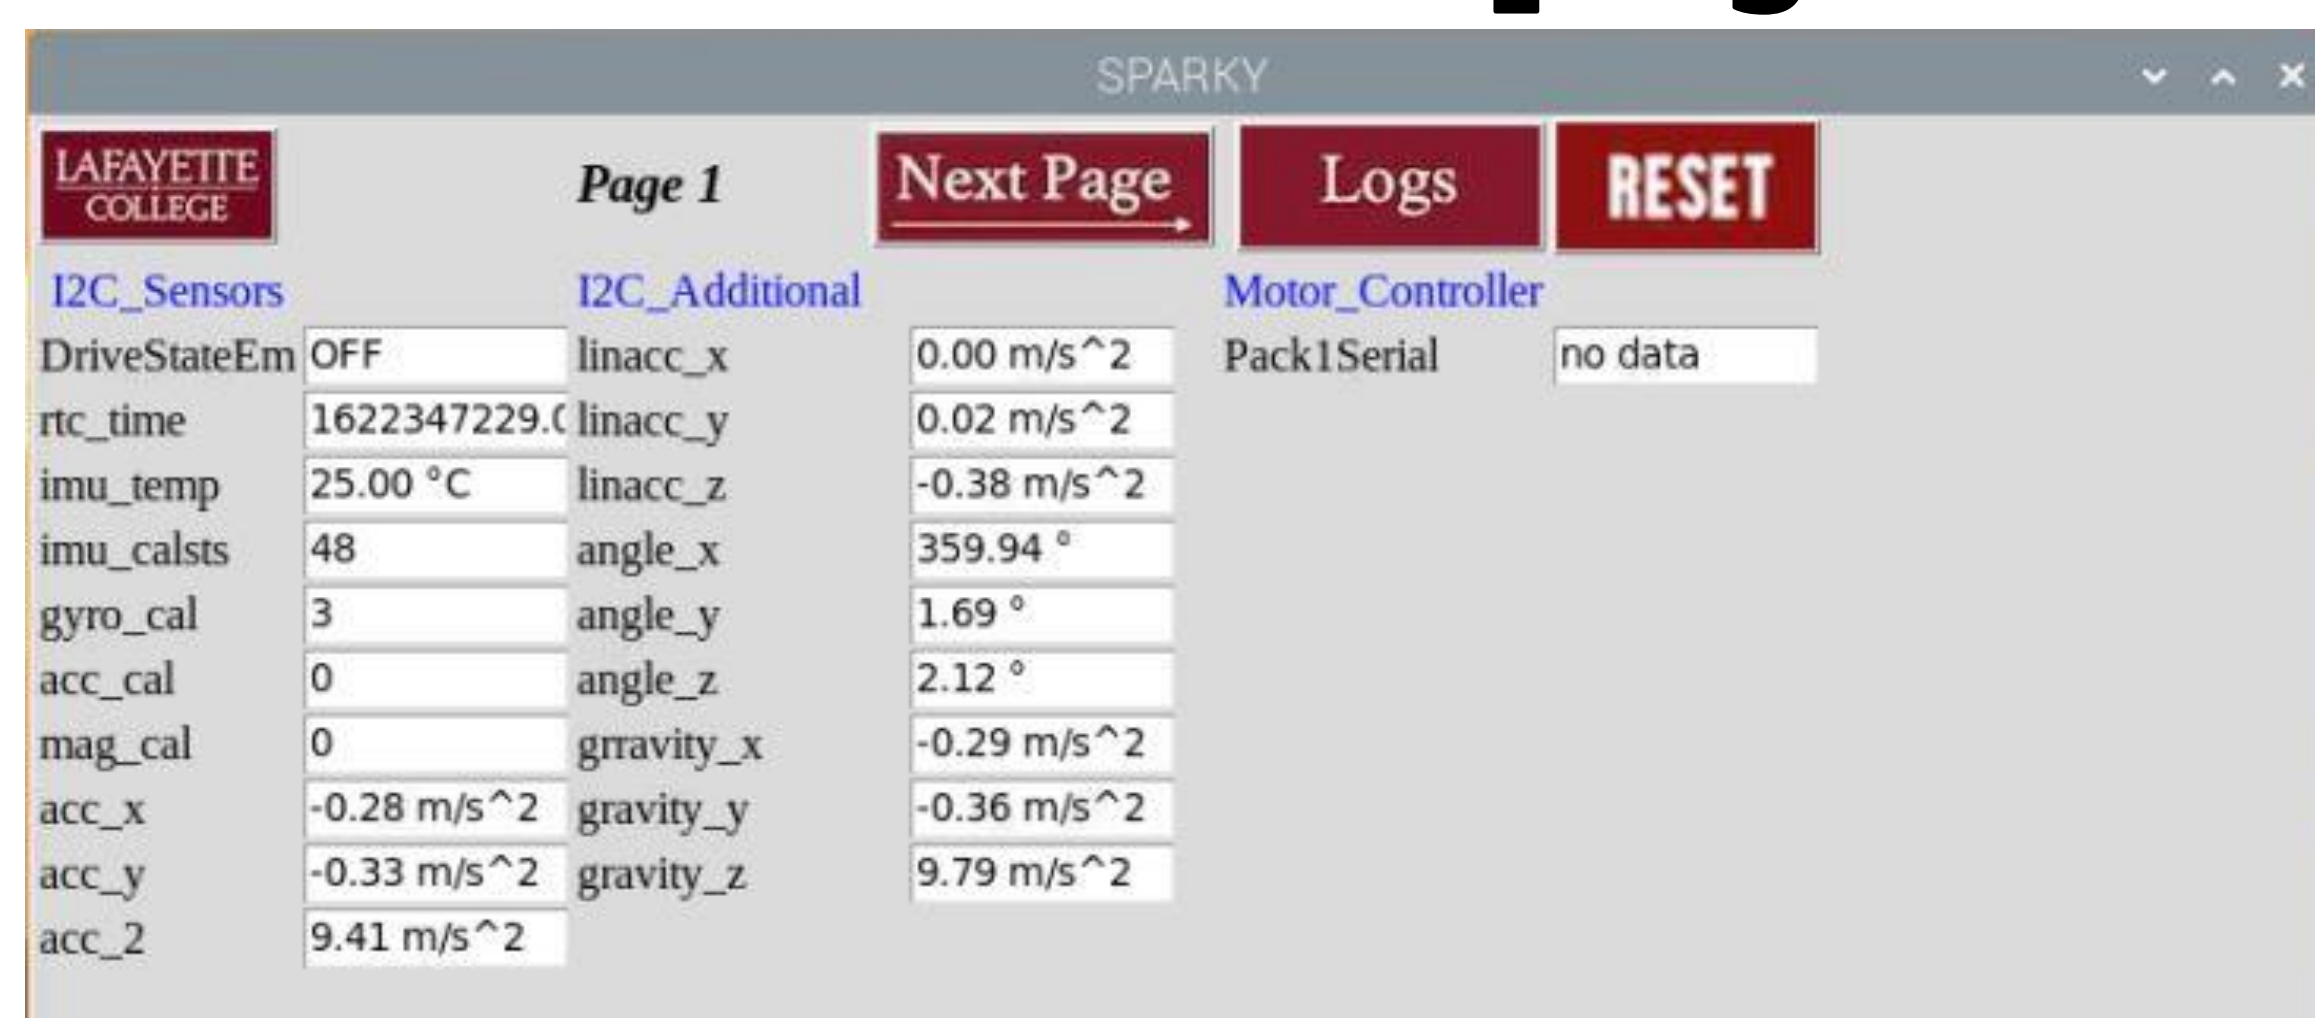 SPARKY
LAFAYETTE
COLLEGE
Page 1
Next Page
Logs
RESET
I2C_Sensors I2C_Additional Motor_Controller
DriveStateEm OFF linacc_x 0.00 m/s^2 Pack1Serial no data
rtc_time 1622347229. linacc_y 0.02 m/s^2
imu_temp 25.00 °C linacc_z -0.38 m/s^2
imu_calsts 48 angle_x 359.94 °
gyro_cal 3 angle_y 1.69 °
acc_cal 0 angle_z 2.12 °
mag_cal 0 grravity_x -0.29 m/s^2
acc_x -0.28 m/s^2 gravity_y -0.36 m/s^2
acc_y -0.33 m/s^2 gravity_z 9.79 m/s^2
acc_2 9.41 m/s^2